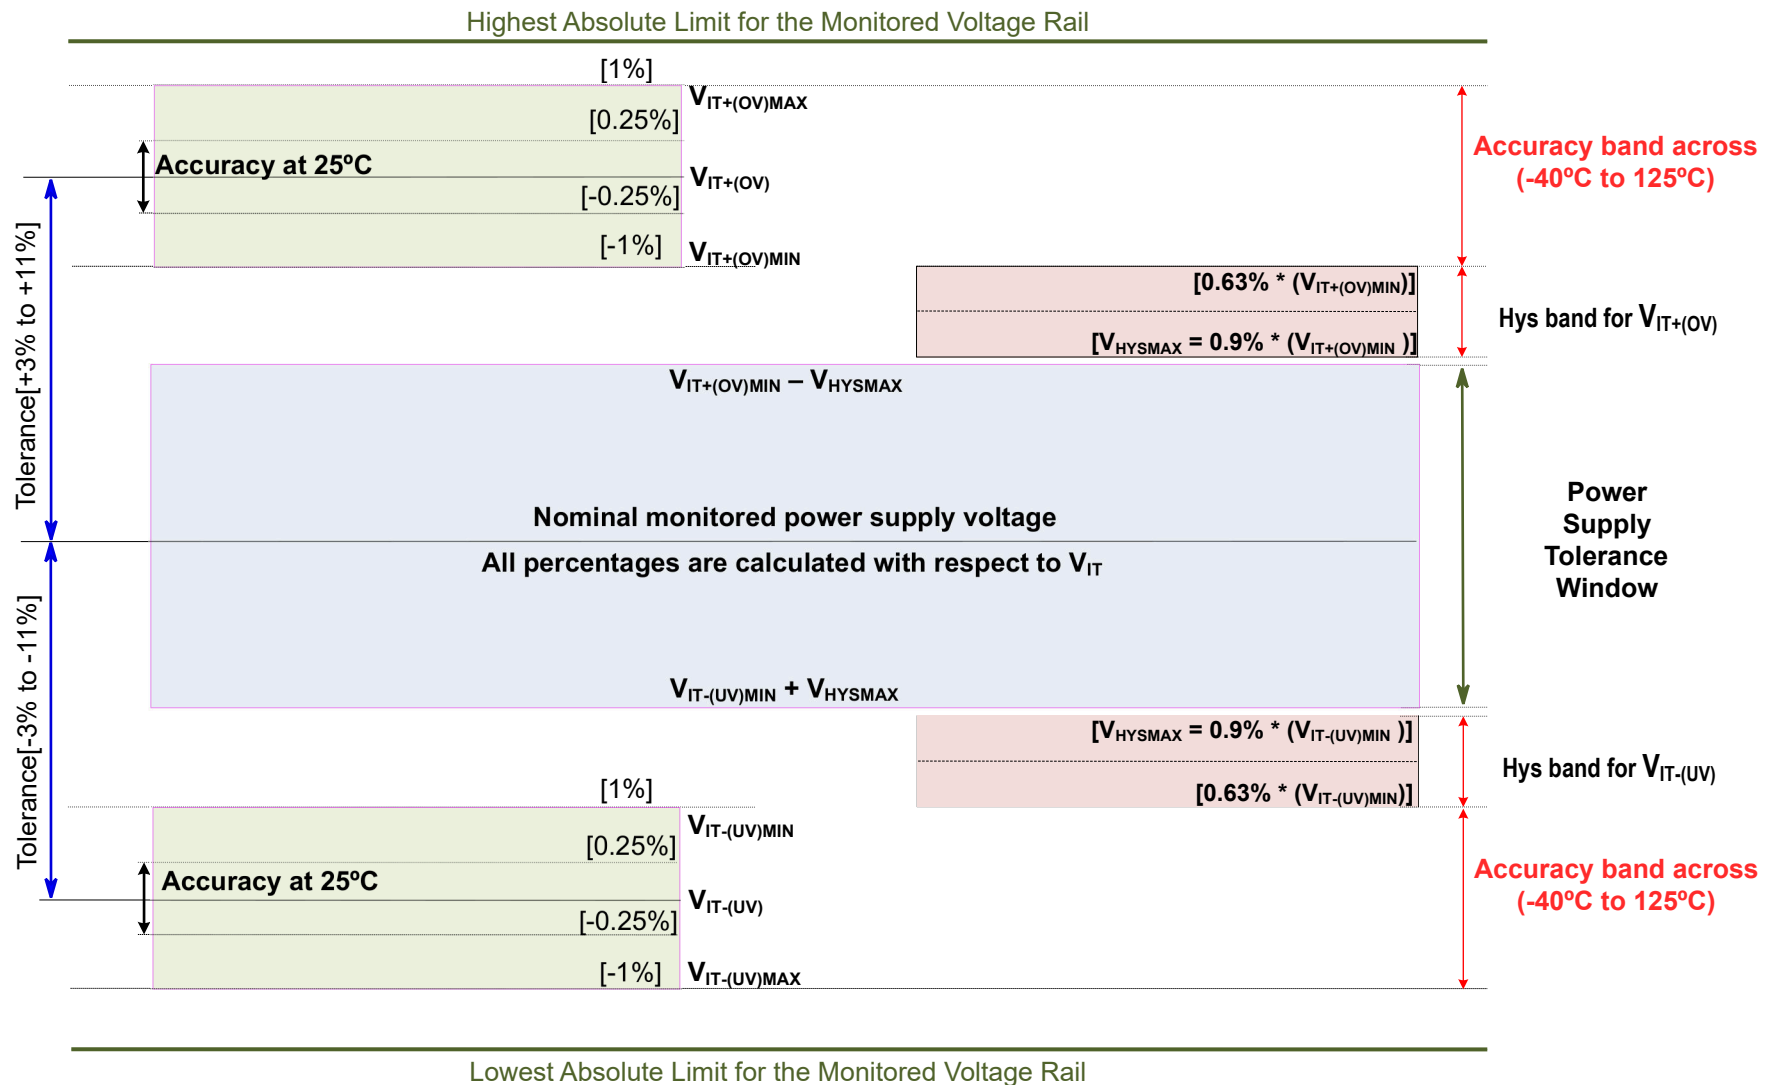 Highest Absolute Limit for the Monitored Voltage Rail
[1%]
VIT+(OV)MAX
[0.25%]
Accuracy at 25ºC
VIT+(OV)
[-0.25%]
[-1%]
VIT+(OV)MIN
Accuracy band across
(-40ºC to 125ºC)
Tolerance[+3% to +11%]
[0.63% * (VIT+(OV)MIN)]
[VHYSMAX = 0.9% * (VIT+(OV)MIN )]
Hys band for VIT+(OV)
VIT+(OV)MIN – VHYSMAX
Nominal monitored power supply voltage
All percentages are calculated with respect to VIT
Power
Supply
Tolerance
Window
VIT-(UV)MIN + VHYSMAX
Tolerance[-3% to -11%]
[VHYSMAX = 0.9% * (VIT-(UV)MIN )]
[0.63% * (VIT-(UV)MIN)]
Hys band for VIT-(UV)
[1%]
VIT-(UV)MIN
[0.25%]
Accuracy at 25ºC
VIT-(UV)
[-0.25%]
[-1%]
VIT-(UV)MAX
Accuracy band across
(-40ºC to 125ºC)
Lowest Absolute Limit for the Monitored Voltage Rail